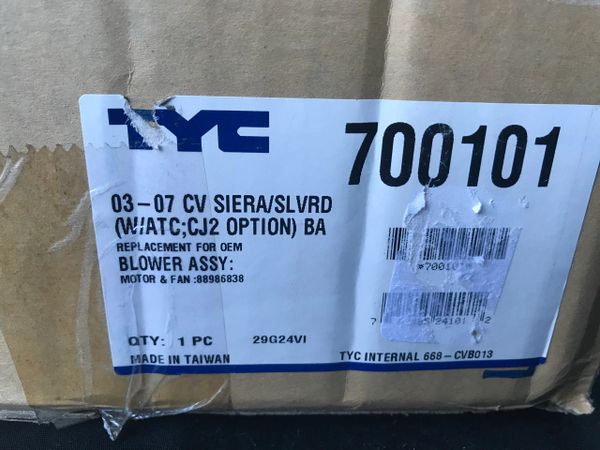 TYC
700101
03-07 CV SIERA/SLVRD
(W/ATC;CJ2 OPTION) BA
REPLACEMENT FOR OEM
BLOWER ASSY:
MOTOR & FAN :88986838
QTY: 1 PC 29G24VI
MADE IN TAIWAN
TYC INTERNAL 668-CVB013